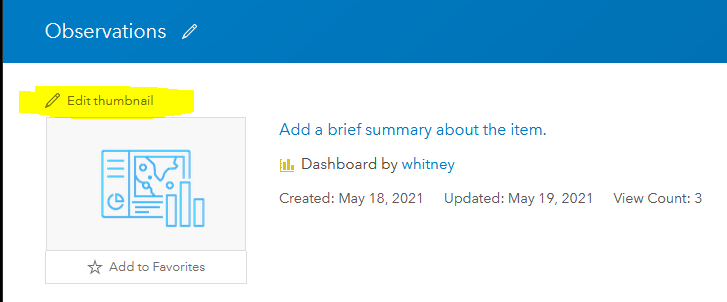 Observations
Edit thumbnail
Add a brief summary about the item.
Dashboard by whitney
Created: May 18, 2021 Updated: May 19, 2021 View Count: 3
Add to Favorites